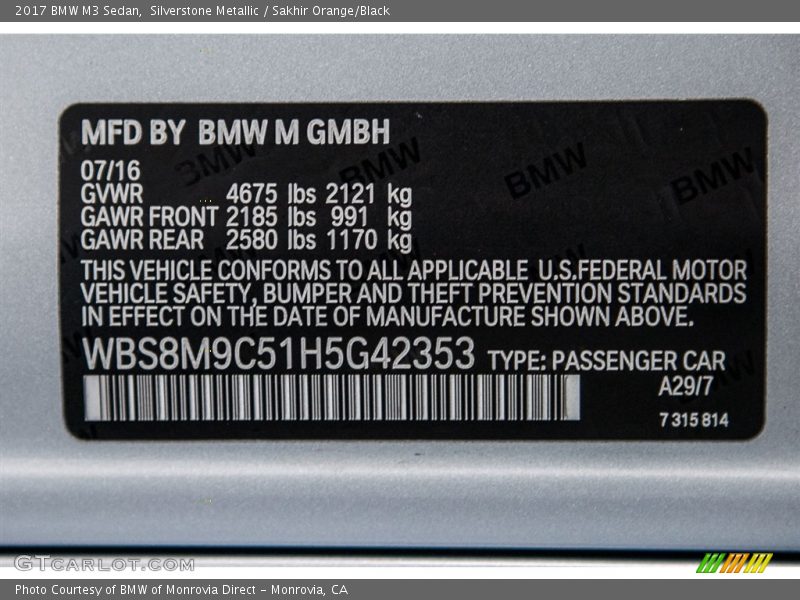 2017 BMW M3 Sedan,  Silverstone Metallic / Sakhir Orange/Black
MFD BY BMW M GMBH
07/16
GVWR 4675 lbs 2121 kg
GAWR FRONT 2185 lbs 991 kg
GAWR REAR 2580 lbs 1170 kg
THIS VEHICLE CONFORMS TO ALL APPLICABLE U.S.FEDERAL MOTOR
VEHICLE SAFETY, BUMPER AND THEFT PREVENTION STANDARDS
IN EFFECT ON THE DATE OF MANUFACTURE SHOWN ABOVE.
WBS8M9C51H5G42353 TYPE: PASSENGER CAR
A29/7
7 315 814
BMW BMW BMW BMW
GTCARLOT.COM
Photo Courtesy of BMW of Monrovia Direct - Monrovia, CA